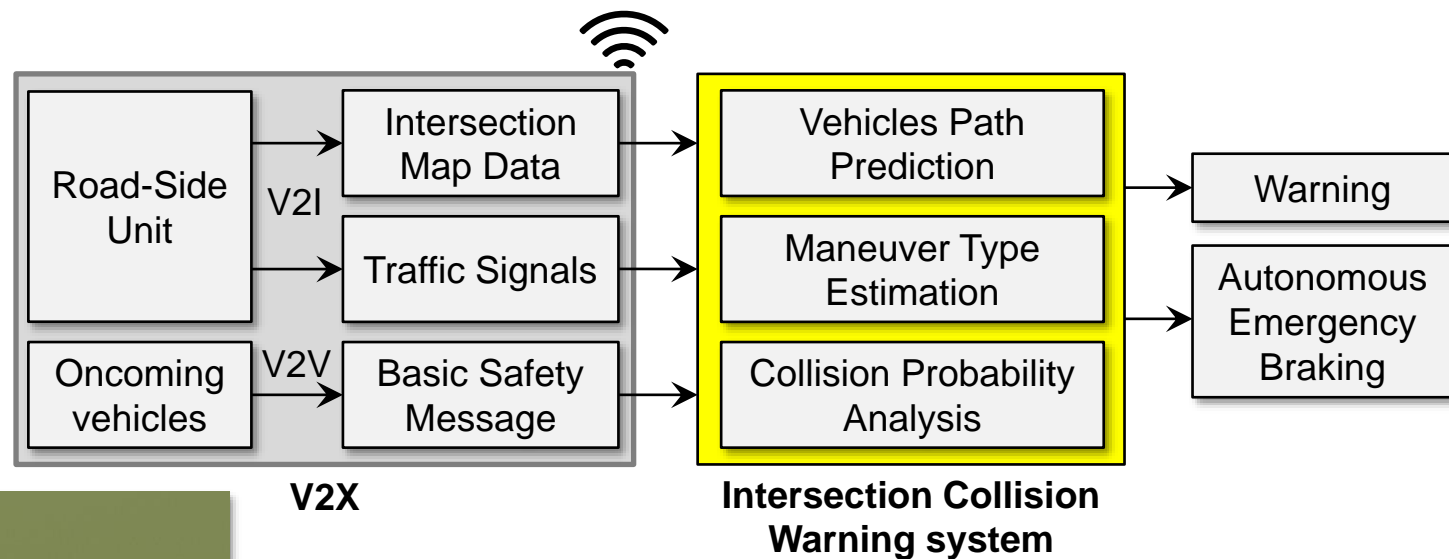 Road-Side
Unit
V2I
Intersection
Map Data
Traffic Signals
Oncoming
vehicles
V2V
Basic Safety
Message
V2X
Vehicles Path
Prediction
Maneuver Type
Estimation
Collision Probability
Analysis
Intersection Collision
Warning system
Warning
Autonomous
Emergency
Braking